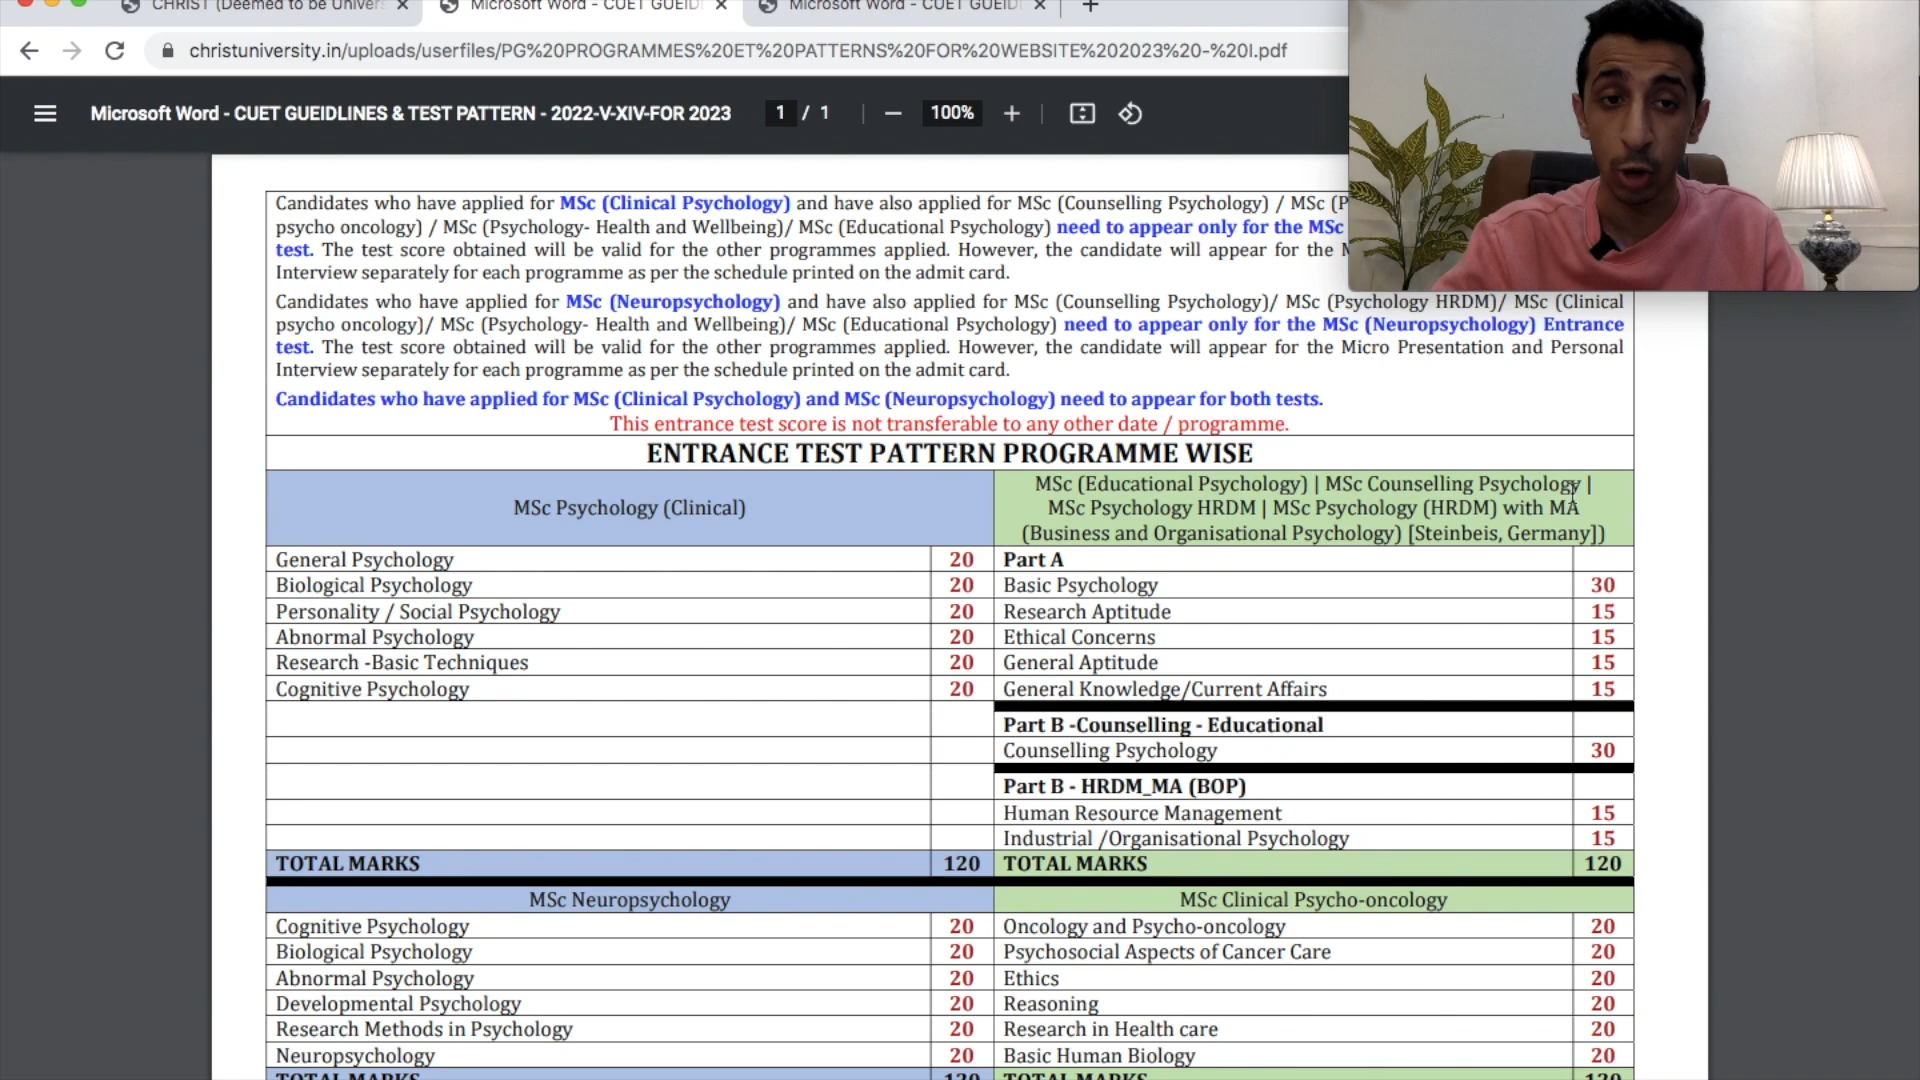 CHRIST (Deemed to be Univers
Microsoft Word - CUET GUEIDL
Microsoft Word - CUET GUEIDL
christuniversity.in/uploads/userfiles/PG%20PROGRAMMES%20ET%20PATTERNS%20FOR%20WEBSITE%202023%20-%20I.pdf
Microsoft Word - CUET GUEIDLINES & TEST PATTERN - 2022-V-XIV-FOR 2023
1 / 1
100%
Candidates who have applied for MSc (Clinical Psychology) and have also applied for MSc (Counselling Psychology) / MSc (P
psycho oncology) / MSc (Psychology- Health and Wellbeing)/ MSc (Educational Psychology) need to appear only for the MSc
test. The test score obtained will be valid for the other programmes applied. However, the candidate will appear for the M
Interview separately for each programme as per the schedule printed on the admit card.
Candidates who have applied for MSc (Neuropsychology) and have also applied for MSc (Counselling Psychology)/ MSc (Psychology HRDM)/ MSc (Clinical
psycho oncology)/ MSc (Psychology- Health and Wellbeing)/ MSc (Educational Psychology) need to appear only for the MSc (Neuropsychology) Entrance
test. The test score obtained will be valid for the other programmes applied. However, the candidate will appear for the Micro Presentation and Personal
Interview separately for each programme as per the schedule printed on the admit card.
Candidates who have applied for MSc (Clinical Psychology) and MSc (Neuropsychology) need to appear for both tests.
This entrance test score is not transferable to any other date / programme.
ENTRANCE TEST PATTERN PROGRAMME WISE
MSc Psychology (Clinical)
MSc (Educational Psychology) | MSc Counselling Psychology |
MSc Psychology HRDM | MSc Psychology (HRDM) with MA
(Business and Organisational Psychology) [Steinbeis, Germany])
General Psychology 20 Part A
Biological Psychology 20 Basic Psychology 30
Personality / Social Psychology 20 Research Aptitude 15
Abnormal Psychology 20 Ethical Concerns 15
Research -Basic Techniques 20 General Aptitude 15
Cognitive Psychology 20 General Knowledge/Current Affairs 15
Part B -Counselling - Educational
Counselling Psychology 30
Part B - HRDM_MA (BOP)
Human Resource Management 15
Industrial /Organisational Psychology 15
TOTAL MARKS 120 TOTAL MARKS 120
MSc Neuropsychology MSc Clinical Psycho-oncology
Cognitive Psychology 20 Oncology and Psycho-oncology 20
Biological Psychology 20 Psychosocial Aspects of Cancer Care 20
Abnormal Psychology 20 Ethics 20
Developmental Psychology 20 Reasoning 20
Research Methods in Psychology 20 Research in Health care 20
Neuropsychology 20 Basic Human Biology 20
TOTAL MARKS 120 TOTAL MARKS 120